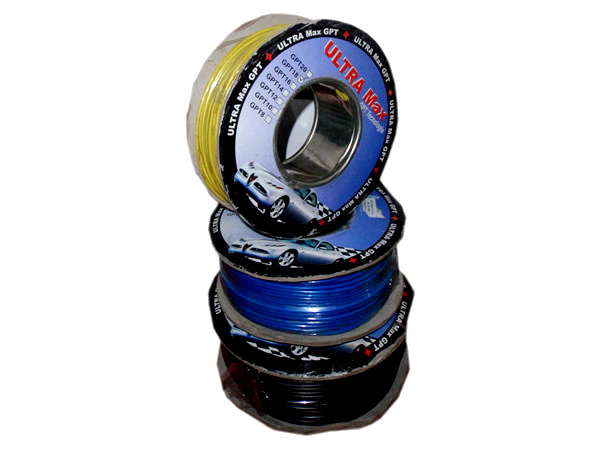 ULTRA Max GPT
ULTRA Max GPT
ULTRA Max GPT
ULTRA Max GPT
ULTRA Max
GPT20
GPT18
GPT16
GPT14
GPT12
GPT10
GPT8
ULTRA Max GPT
ULTRA Max GPT